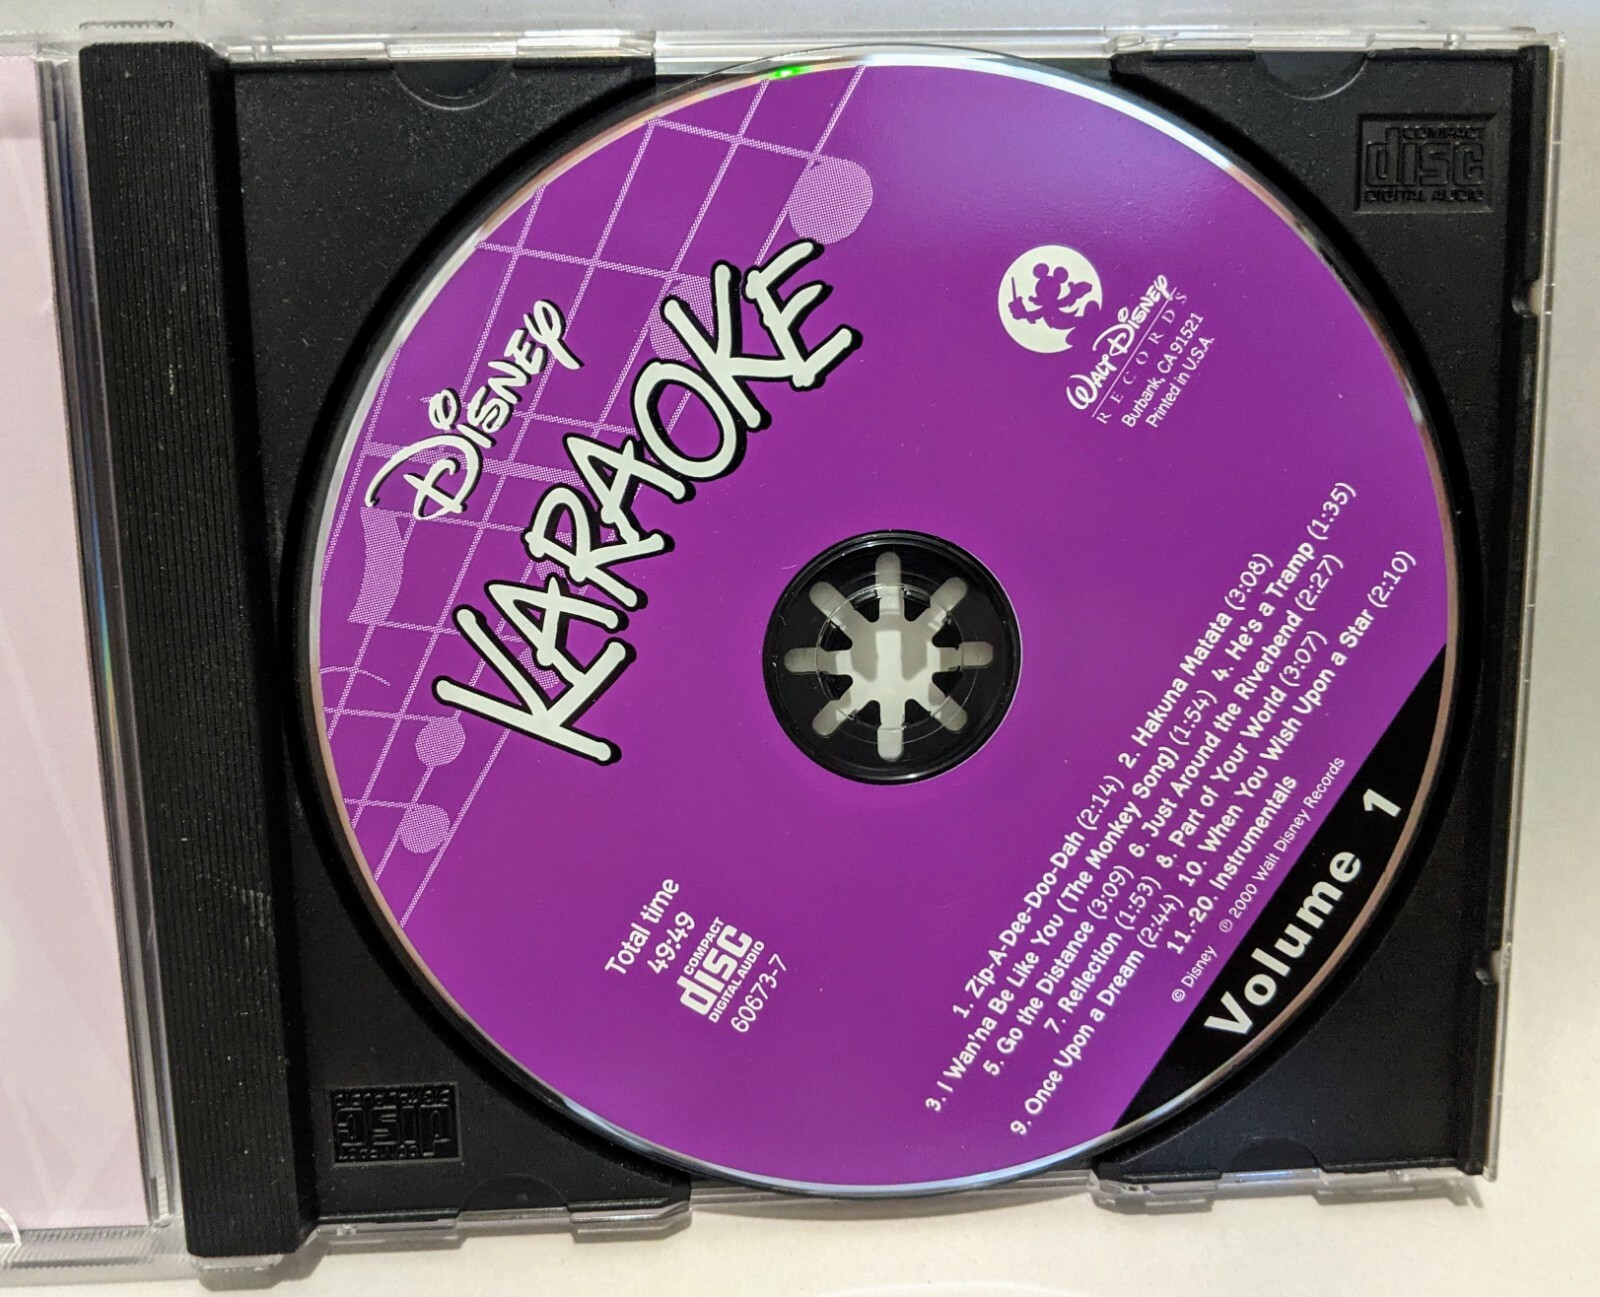 DISNEY
KARAOKE
WALT DISNEY
RECORDS
Burbank, CA 91521
Printed in U.S.A.
Total time
49:49
COMPACT
disc
DIGITAL AUDIO
60673-7
1. Zip-A-Dee-Doo-Dah (2:14) 2. Hakuna Matata (3:08)
3. I Wan'na Be Like You (The Monkey Song) (1:54) 4. He's a Tramp (1:35)
5. Go the Distance (3:09) 6. Just Around the Riverbend (2:27)
7. Reflection (1:53) 8. Part of Your World (3:07)
9. Once Upon a Dream (2:44) 10. When You Wish Upon a Star (2:10)
11.-20. Instrumentals
© Disney ℗ 2000 Walt Disney Records
Volume 1
COMPACT
disc
DIGITAL AUDIO
COMPACT
disc
DIGITAL AUDIO